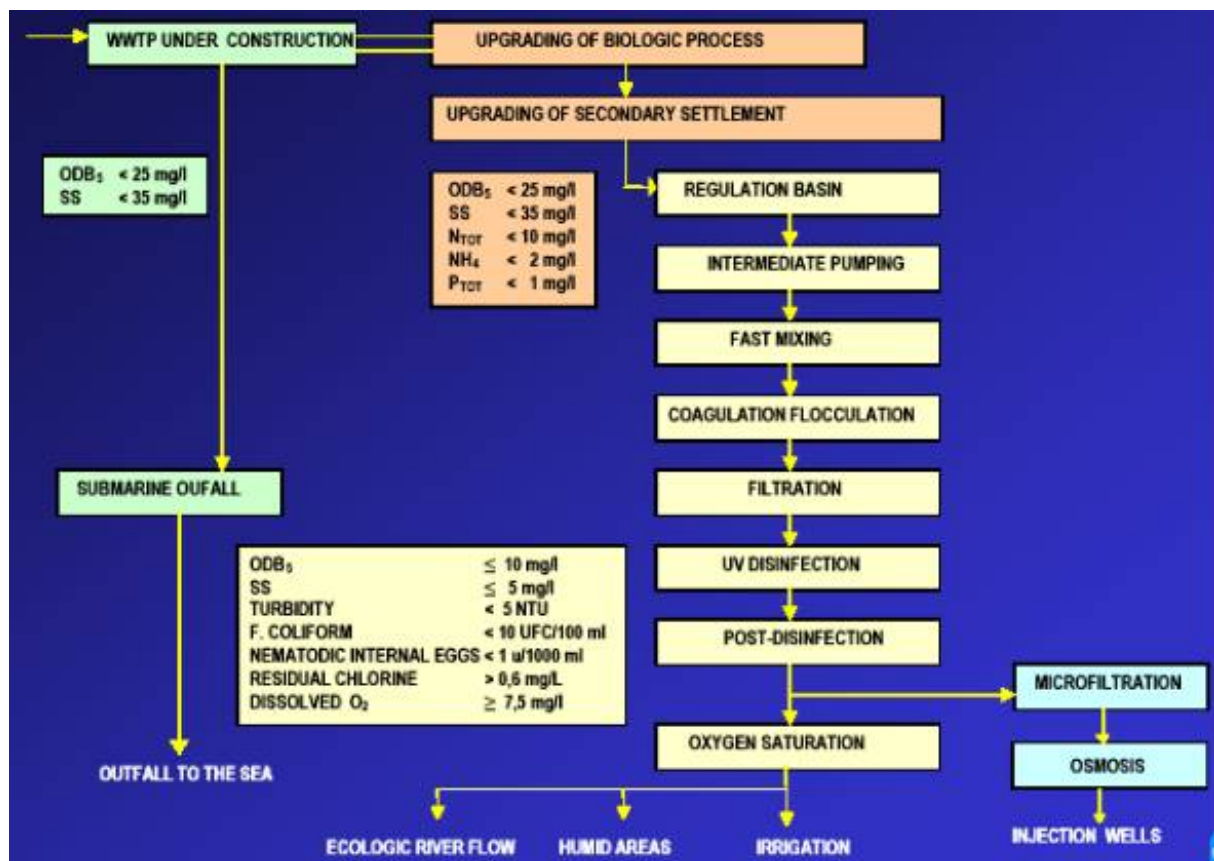 WWTP UNDER CONSTRUCTION
UPGRADING OF BIOLOGIC PROCESS
UPGRADING OF SECONDARY SETTLEMENT
ODB₅ < 25 mg/l
SS < 35 mg/l
ODB₅ < 25 mg/l
SS < 35 mg/l
N_TOT < 10 mg/l
NH₄ < 2 mg/l
P_TOT < 1 mg/l
REGULATION BASIN
INTERMEDIATE PUMPING
FAST MIXING
COAGULATION FLOCCULATION
SUBMARINE OUFALL
FILTRATION
ODB₅ ≤ 10 mg/l
SS ≤ 5 mg/l
TURBIDITY < 5 NTU
F. COLIFORM < 10 UFC/100 ml
NEMATODIC INTERNAL EGGS < 1 u/1000 ml
RESIDUAL CHLORINE > 0,6 mg/L
DISSOLVED O₂ ≥ 7,5 mg/l
UV DISINFECTION
POST-DISINFECTION
MICROFILTRATION
OXYGEN SATURATION
OSMOSIS
OUTFALL TO THE SEA
ECOLOGIC RIVER FLOW
HUMID AREAS
IRRIGATION
INJECTION WELLS